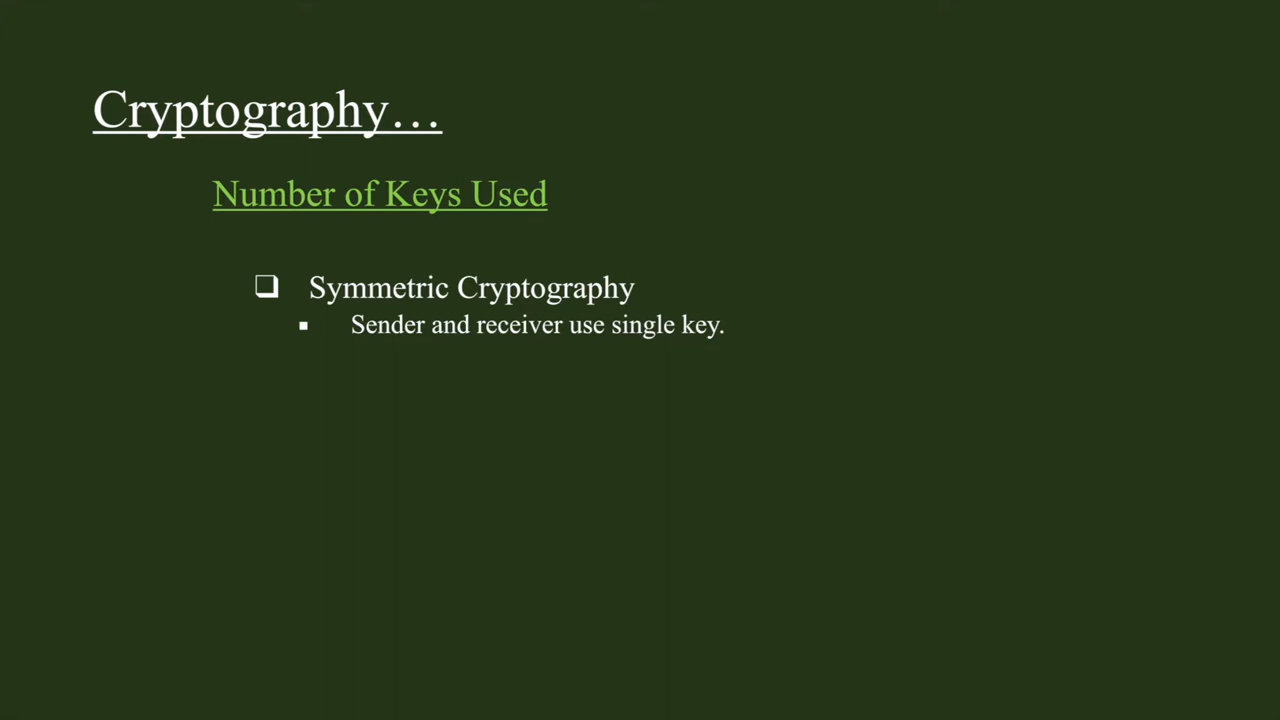 Cryptography…
Number of Keys Used
❑ Symmetric Cryptography
▪ Sender and receiver use single key.